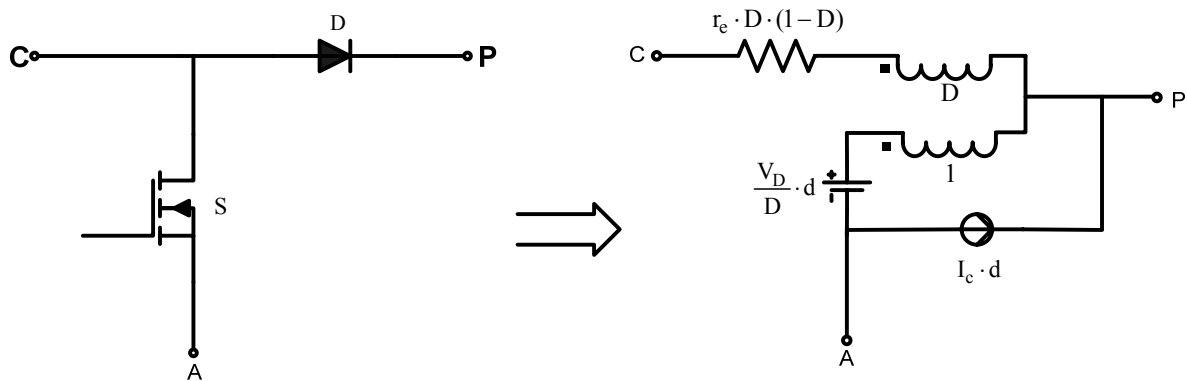 D
C
P
S
A
r_e · D · (1 − D)
C
D
P
1
V_D/D · d
+
I_c · d
A